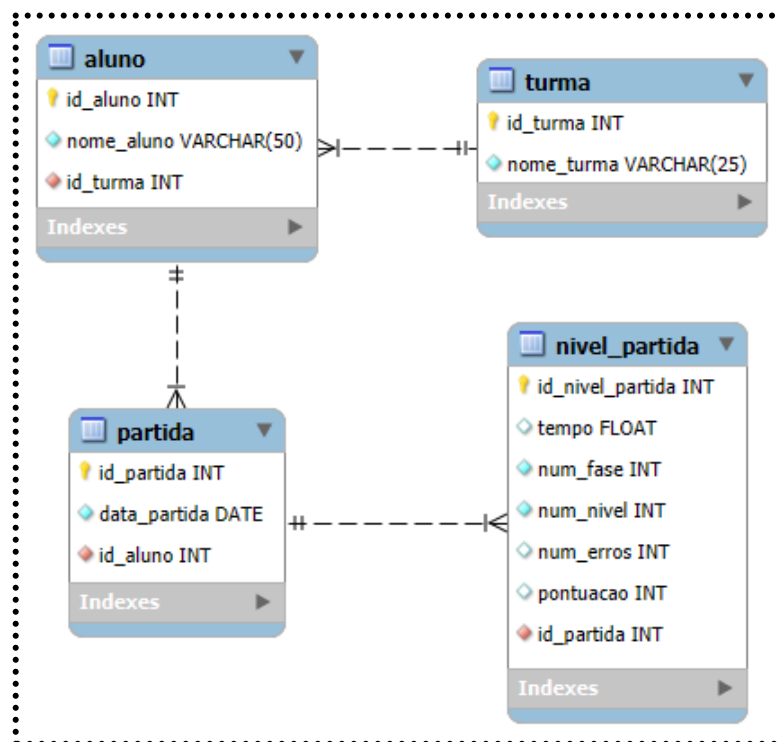 aluno
id_aluno INT
nome_aluno VARCHAR(50)
id_turma INT
Indexes
turma
id_turma INT
nome_turma VARCHAR(25)
Indexes
partida
id_partida INT
data_partida DATE
id_aluno INT
Indexes
nivel_partida
id_nivel_partida INT
tempo FLOAT
num_fase INT
num_nivel INT
num_erros INT
pontuacao INT
id_partida INT
Indexes